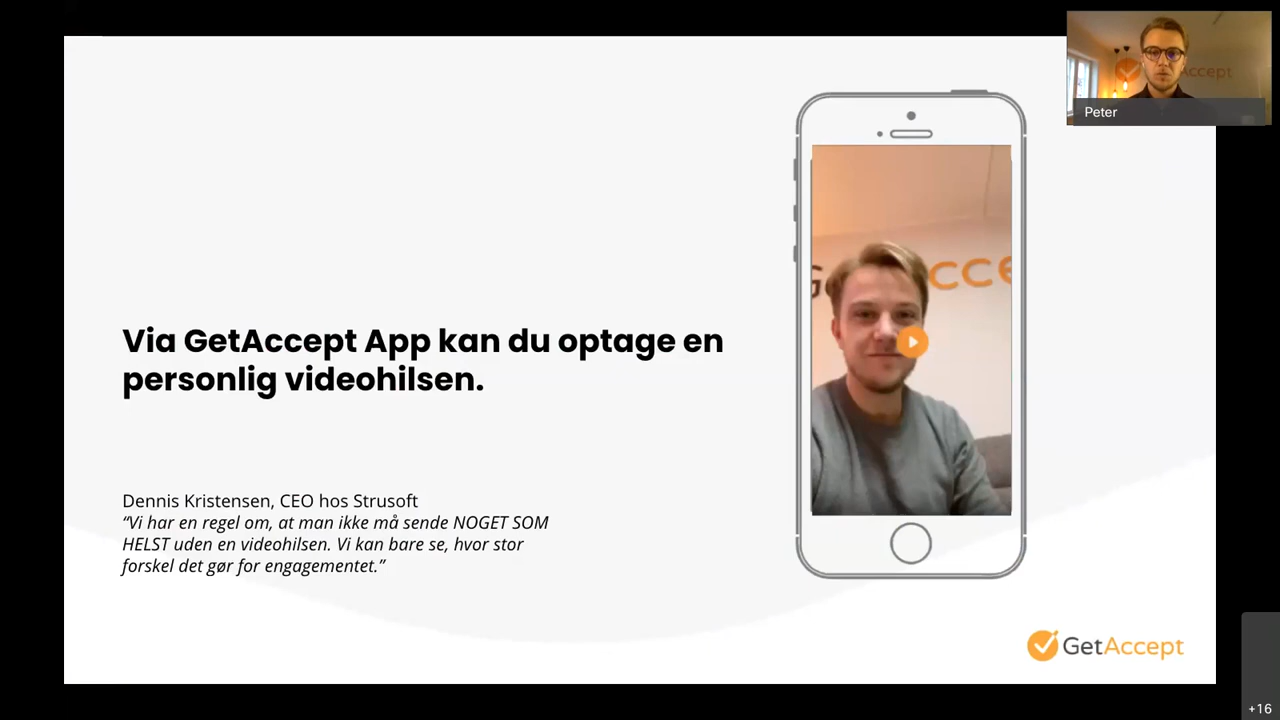 Peter
Accept
G cce
Via GetAccept App kan du optage en
personlig videohilsen.
Dennis Kristensen, CEO hos Strusoft
“Vi har en regel om, at man ikke må sende NOGET SOM
HELST uden en videohilsen. Vi kan bare se, hvor stor
forskel det gør for engagementet.”
GetAccept
+16